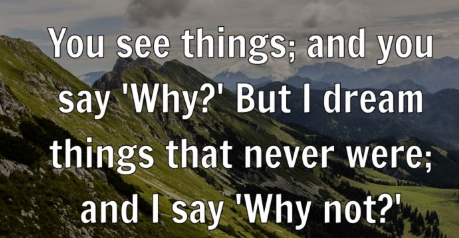 You see things; and you
say 'Why?' But I dream
things that never were;
and I say 'Why not?'